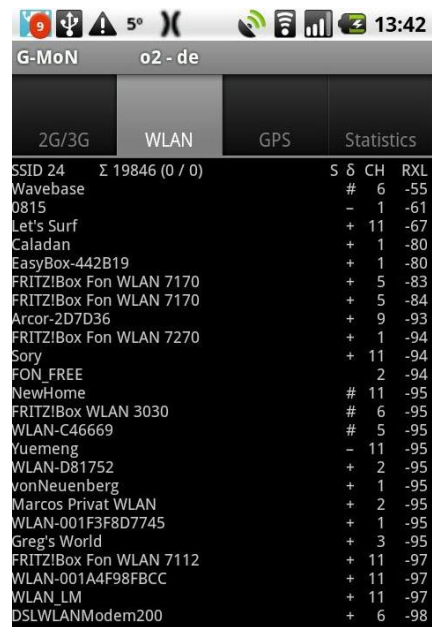 9 5° 13:42
G-MoN o2 - de
2G/3G WLAN GPS Statistics
SSID 24 Σ 19846 (0 / 0) S δ CH RXL
Wavebase # 6 -55
0815 – 1 -61
Let's Surf + 11 -67
Caladan + 1 -80
EasyBox-442B19 + 1 -80
FRITZ!Box Fon WLAN 7170 + 5 -83
FRITZ!Box Fon WLAN 7170 + 5 -84
Arcor-2D7D36 + 9 -93
FRITZ!Box Fon WLAN 7270 + 1 -94
Sory + 11 -94
FON_FREE 2 -94
NewHome # 11 -95
FRITZ!Box WLAN 3030 # 6 -95
WLAN-C46669 # 5 -95
Yuemeng – 11 -95
WLAN-D81752 + 2 -95
vonNeuenberg + 1 -95
Marcos Privat WLAN + 2 -95
WLAN-001F3F8D7745 + 1 -95
Greg's World + 3 -95
FRITZ!Box Fon WLAN 7112 + 11 -97
WLAN-001A4F98FBCC + 11 -97
WLAN_LM + 11 -97
DSLWLANModem200 + 6 -98